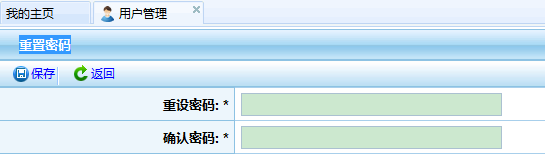 我的主页 用户管理
重置密码
保存 返回
重设密码: *
确认密码: *